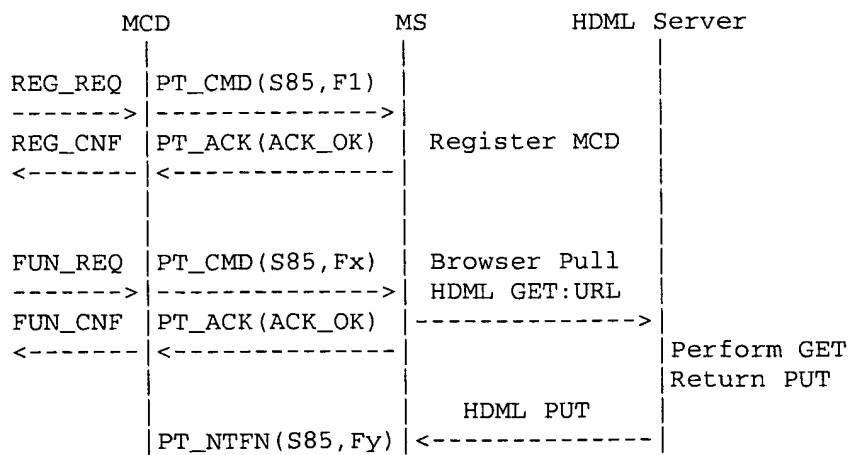 MCD MS HDML Server
REG_REQ PT_CMD(S85,F1)
REG_CNF PT_ACK(ACK_OK) Register MCD
FUN_REQ PT_CMD(S85,Fx) Browser Pull
HDML GET:URL
FUN_CNF PT_ACK(ACK_OK)
Perform GET
Return PUT
HDML PUT
PT_NTFN(S85,Fy)